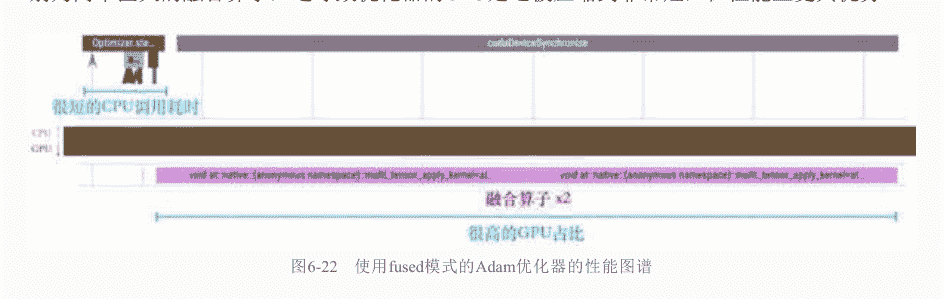 Optimizer.ste...
cudaDeviceSynchronize
很短的CPU调用耗时
CPU
GPU
void at::native::(anonymous namespace)::multi_tensor_apply_kernel<at... void at::native::(anonymous namespace)::multi_tensor_apply_kernel<at...
融合算子 x2
很高的GPU占比
图6-22 使用fused模式的Adam优化器的性能图谱